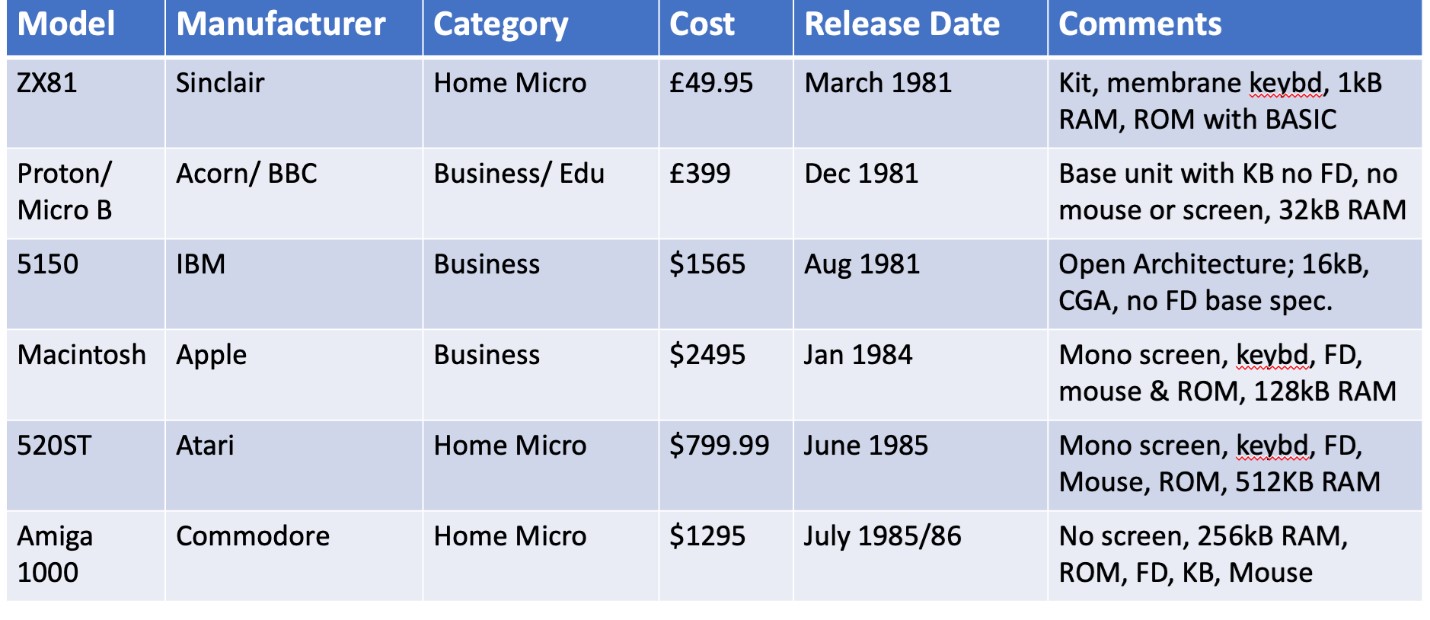 Model Manufacturer Category Cost Release Date Comments
ZX81 Sinclair Home Micro £49.95 March 1981 Kit, membrane keybd, 1kB
RAM, ROM with BASIC
Proton/ Acorn/ BBC Business/ Edu £399 Dec 1981 Base unit with KB no FD, no
Micro B mouse or screen, 32kB RAM
5150 IBM Business $1565 Aug 1981 Open Architecture; 16kB,
CGA, no FD base spec.
Macintosh Apple Business $2495 Jan 1984 Mono screen, keybd, FD,
mouse & ROM, 128kB RAM
520ST Atari Home Micro $799.99 June 1985 Mono screen, keybd, FD,
Mouse, ROM, 512KB RAM
Amiga Commodore Home Micro $1295 July 1985/86 No screen, 256kB RAM,
1000 ROM, FD, KB, Mouse